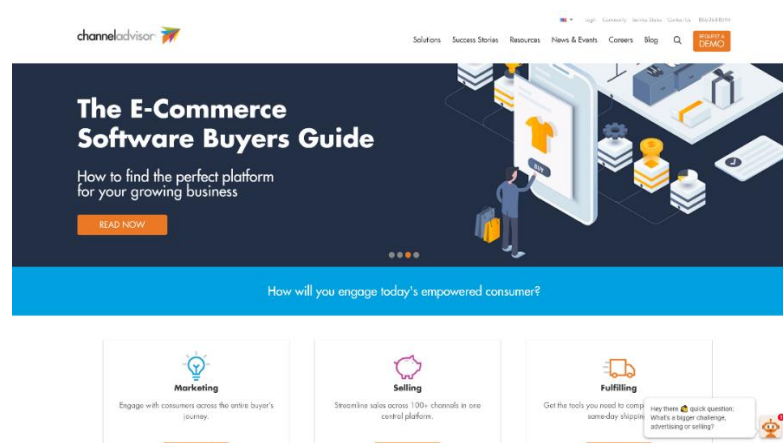 Login Community Service Status Contact Us
channeladvisor
Solutions Success Stories Resources News & Events Careers Blog
REQUEST A
DEMO
The E-Commerce
Software Buyers Guide
How to find the perfect platform
for your growing business
READ NOW
BUY
How will you engage today's empowered consumer?
Marketing
Engage with consumers across the entire buyer's
journey.
Selling
Streamline sales across 100+ channels in one
central platform.
Fulfilling
Get the tools you need to comp
same-day shippin
Hey there quick question:
What's a bigger challenge,
advertising or selling?